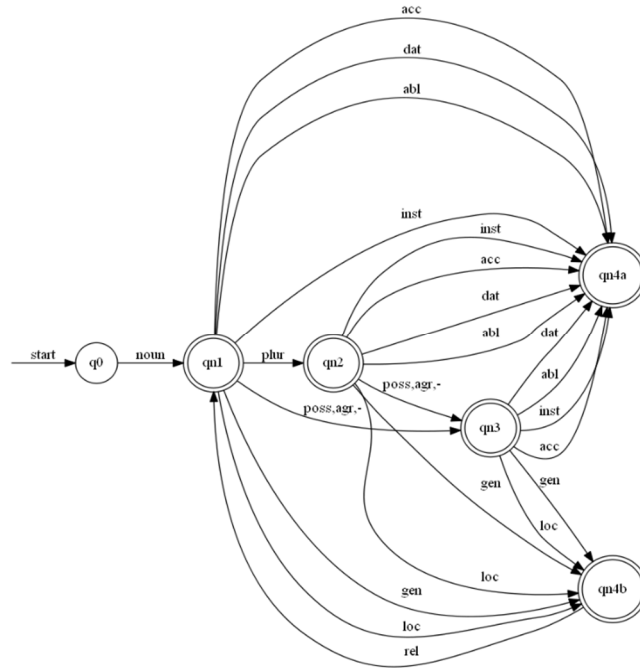 acc
dat
abl
inst
inst
acc
qn4a
dat
abl
dat
start
q0
noun
qn1
plur
qn2
abl
poss,agr,-
poss,agr,-
inst
qn3
acc
gen
gen
loc
loc
gen
qn4b
loc
rel